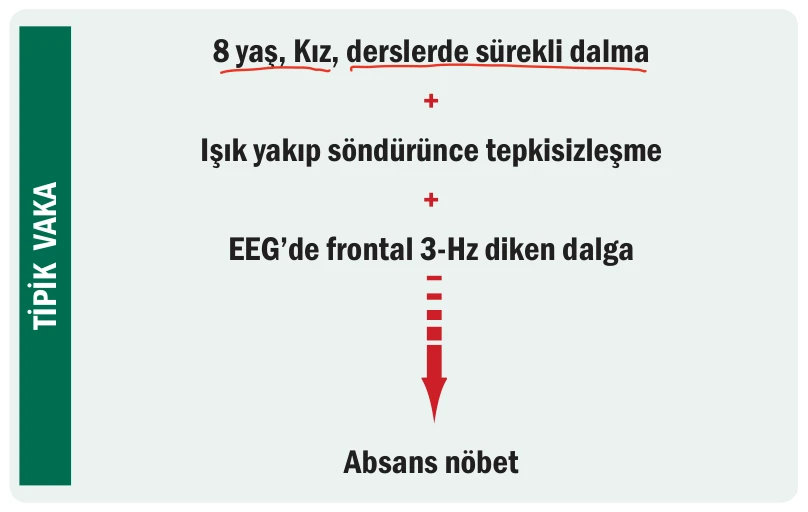 TİPİK VAKA
8 yaş, Kız, derslerde sürekli dalma
+
Işık yakıp söndürünce tepkisizleşme
+
EEG’de frontal 3-Hz diken dalga
Absans nöbet